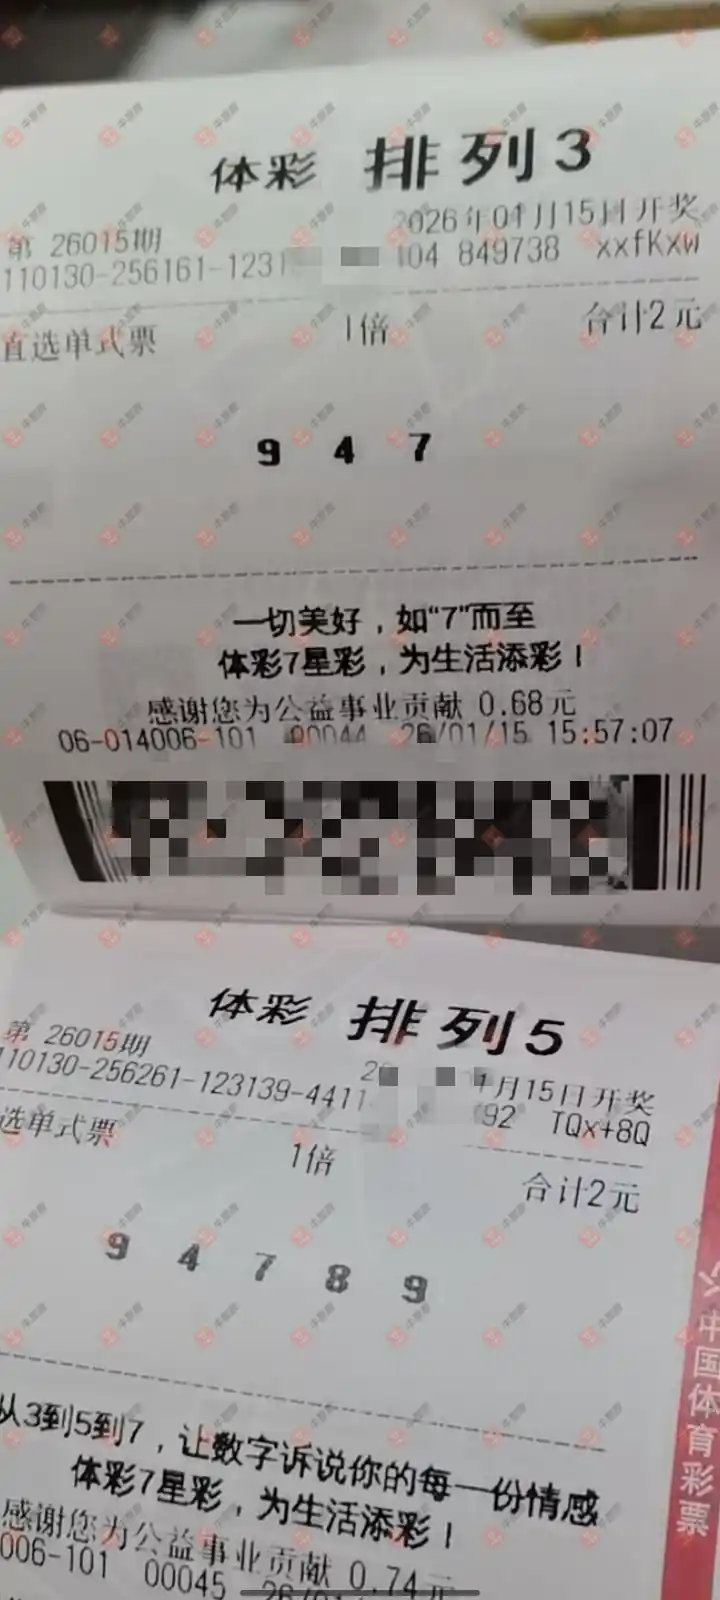 体彩 排列3
2026年01月15日开奖
第 26015期
110130-256161-1231 104 849738 xxfKxw
直选单式票 1倍 合计2元
9 4 7
一切美好，如“7”而至
体彩7星彩，为生活添彩！
感谢您为公益事业贡献 0.68元
06-014006-101 00044 26/01/15 15:57:07
体彩 排列5
第 26015期
1月15日开奖
110130-256261-123139-4411 92 TQx+8Q
选单式票 1倍 合计2元
9 4 7 8 9
从3到5到7，让数字诉说你的每一份情感
体彩7星彩，为生活添彩！
感谢您为公益事业贡献 0.74元
006-101 00045
中国体育彩票